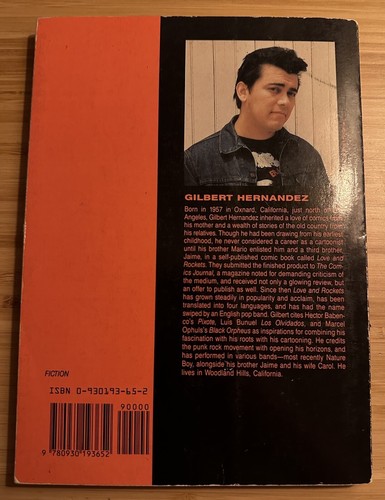 GILBERT HERNANDEZ
Born in 1957 in Oxnard, California, just north of
Angeles, Gilbert Hernandez inherited a love of comics from
his mother and a wealth of stories of the old country from
his relatives. Though he had been drawing from his earliest
childhood, he never considered a career as a cartoonist
until his brother Mario enlisted him and a third brother,
Jaime, in a self-published comic book called Love and
Rockets. They submitted the finished product to The Com-
ics Journal, a magazine noted for demanding criticism of
the medium, and received not only a glowing review, but
an offer to publish as well. Since then Love and Rockets
has grown steadily in popularity and acclaim, has been
translated into four languages, and has had the name
swiped by an English pop band. Gilbert cites Hector Baben-
co's Pixote, Luis Bunuel Los Olvidados, and Marcel
Ophuls's Black Orpheus as inspirations for combining his
fascination with his roots with his cartooning. He credits
the punk rock movement with opening his horizons, and
has performed in various bands—most recently Nature
Boy, alongside his brother Jaime and his wife Carol. He
lives in Woodland Hills, California.
FICTION
ISBN 0-930193-65-2
90000
9 780930 193652